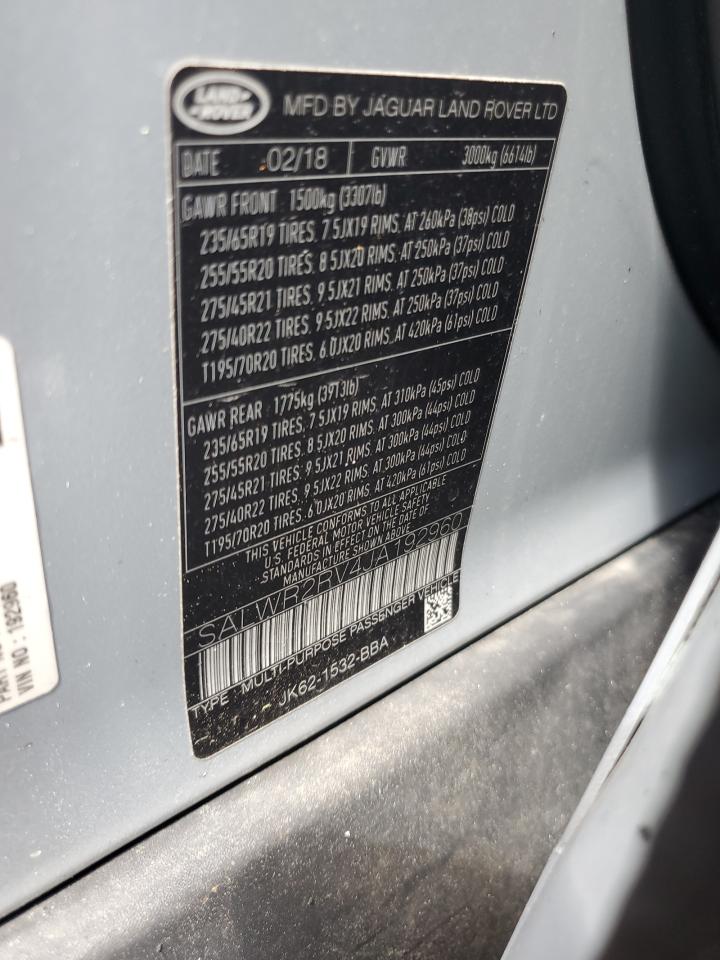 LAND-
-ROVER
MFD BY JAGUAR LAND ROVER LTD
DATE 02/18 GVWR 3000kg (6614lb)
GAWR FRONT 1500kg (3307lb)
235/65R19 TIRES, 7.5JX19 RIMS, AT 260kPa (38psi) COLD
255/55R20 TIRES, 8.5JX20 RIMS, AT 250kPa (37psi) COLD
275/45R21 TIRES, 9.5JX21 RIMS, AT 250kPa (37psi) COLD
275/40R22 TIRES, 9.5JX22 RIMS, AT 250kPa (37psi) COLD
T195/70R20 TIRES, 6.0JX20 RIMS, AT 420kPa (61psi) COLD
GAWR REAR 1775kg (3913lb)
235/65R19 TIRES, 7.5JX19 RIMS, AT 310kPa (45psi) COLD
255/55R20 TIRES, 8.5JX20 RIMS, AT 300kPa (44psi) COLD
275/45R21 TIRES, 9.5JX21 RIMS, AT 300kPa (44psi) COLD
275/40R22 TIRES, 9.5JX22 RIMS, AT 300kPa (44psi) COLD
T195/70R20 TIRES, 6.0JX20 RIMS, AT 420kPa (61psi) COLD
THIS VEHICLE CONFORMS TO ALL APPLICABLE
U.S. FEDERAL MOTOR VEHICLE SAFETY
STANDARDS IN EFFECT ON THE DATE OF
MANUFACTURE SHOWN ABOVE
SALWR2RV4JA192960
TYPE MULTI-PURPOSE PASSENGER VEHICLE
JK62-1532-BBA
VIN NO : 192960